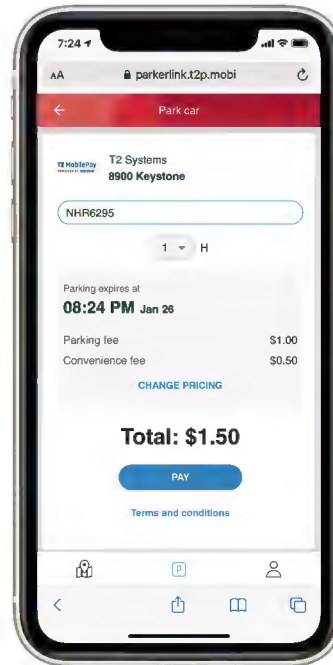 7:24
AA parkerlink.t2p.mobi
Park car
T2 MobilePay T2 Systems
8900 Keystone
NHR6295
1 H
Parking expires at
08:24 PM Jan 26
Parking fee $1.00
Convenience fee $0.50
CHANGE PRICING
Total: $1.50
PAY
Terms and conditions
P